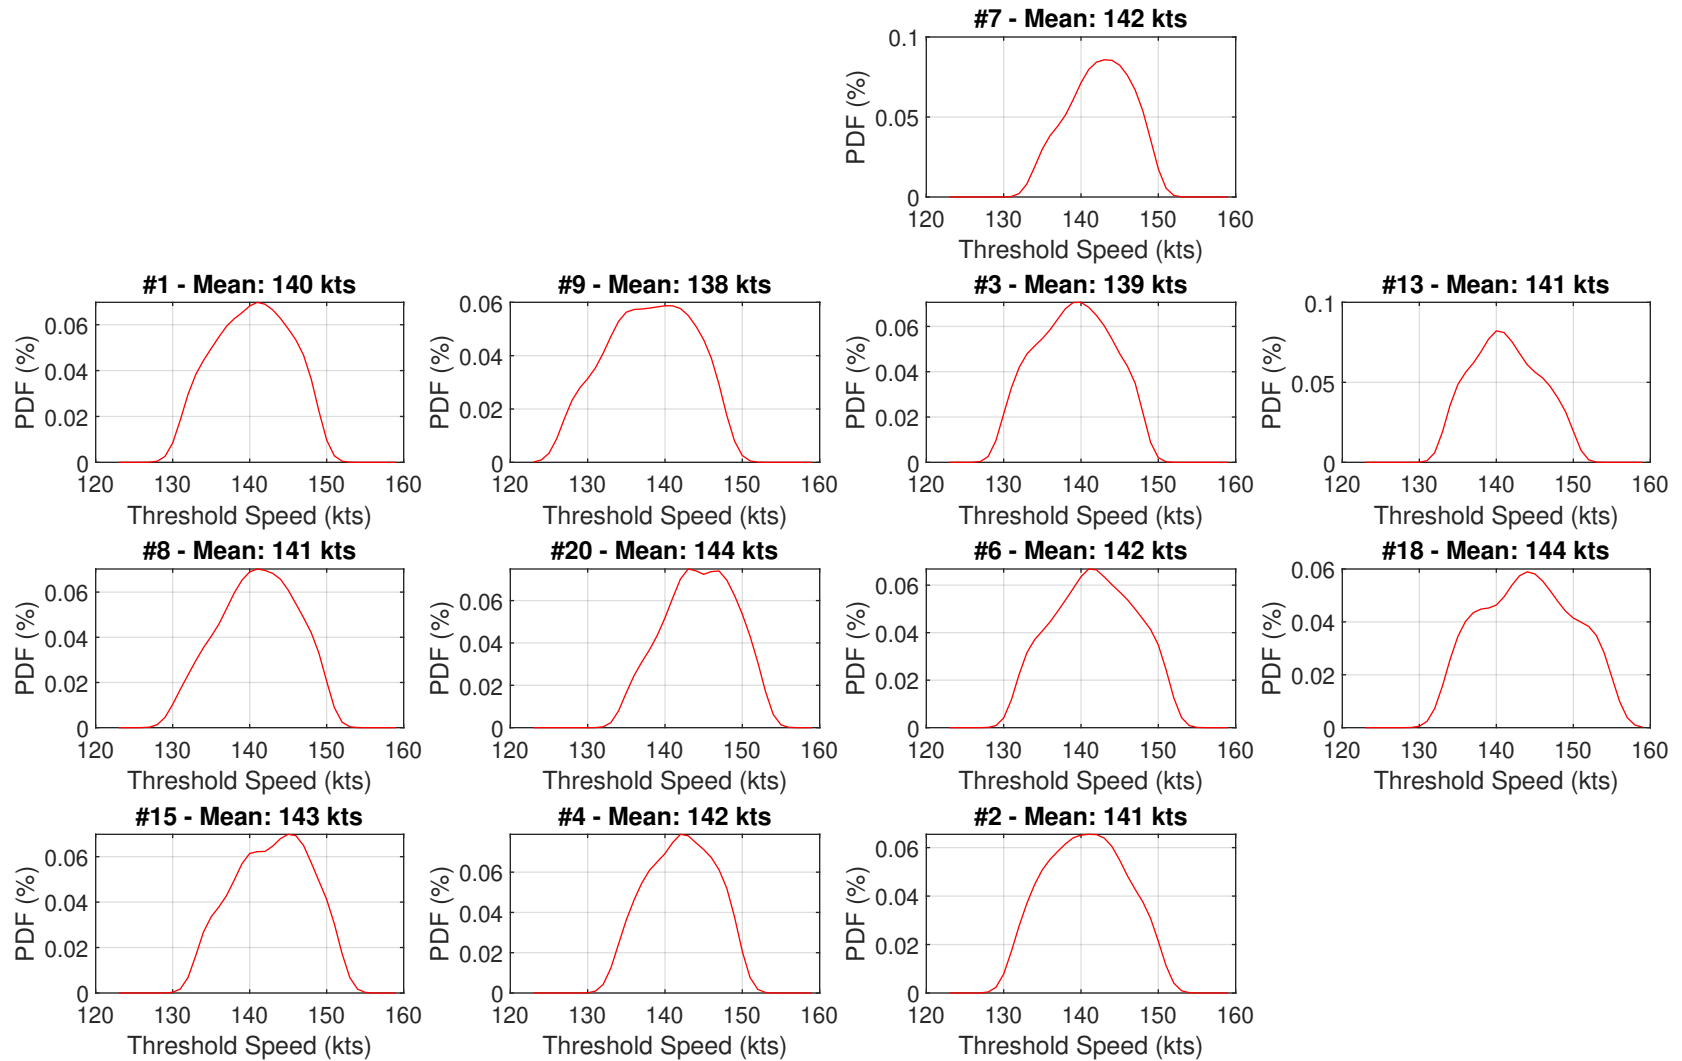 #7 - Mean: 142 kts
PDF (%)
0.1
0.05
0
120 130 140 150 160
Threshold Speed (kts)
#1 - Mean: 140 kts
PDF (%)
0.06
0.04
0.02
0
120 130 140 150 160
Threshold Speed (kts)
#9 - Mean: 138 kts
PDF (%)
0.06
0.04
0.02
0
120 130 140 150 160
Threshold Speed (kts)
#3 - Mean: 139 kts
PDF (%)
0.06
0.04
0.02
0
120 130 140 150 160
Threshold Speed (kts)
#13 - Mean: 141 kts
PDF (%)
0.1
0.05
0
120 130 140 150 160
Threshold Speed (kts)
#8 - Mean: 141 kts
PDF (%)
0.06
0.04
0.02
0
120 130 140 150 160
Threshold Speed (kts)
#20 - Mean: 144 kts
PDF (%)
0.06
0.04
0.02
0
120 130 140 150 160
Threshold Speed (kts)
#6 - Mean: 142 kts
PDF (%)
0.06
0.04
0.02
0
120 130 140 150 160
Threshold Speed (kts)
#18 - Mean: 144 kts
PDF (%)
0.06
0.04
0.02
0
120 130 140 150 160
Threshold Speed (kts)
#15 - Mean: 143 kts
PDF (%)
0.06
0.04
0.02
0
120 130 140 150 160
Threshold Speed (kts)
#4 - Mean: 142 kts
PDF (%)
0.06
0.04
0.02
0
120 130 140 150 160
Threshold Speed (kts)
#2 - Mean: 141 kts
PDF (%)
0.06
0.04
0.02
0
120 130 140 150 160
Threshold Speed (kts)